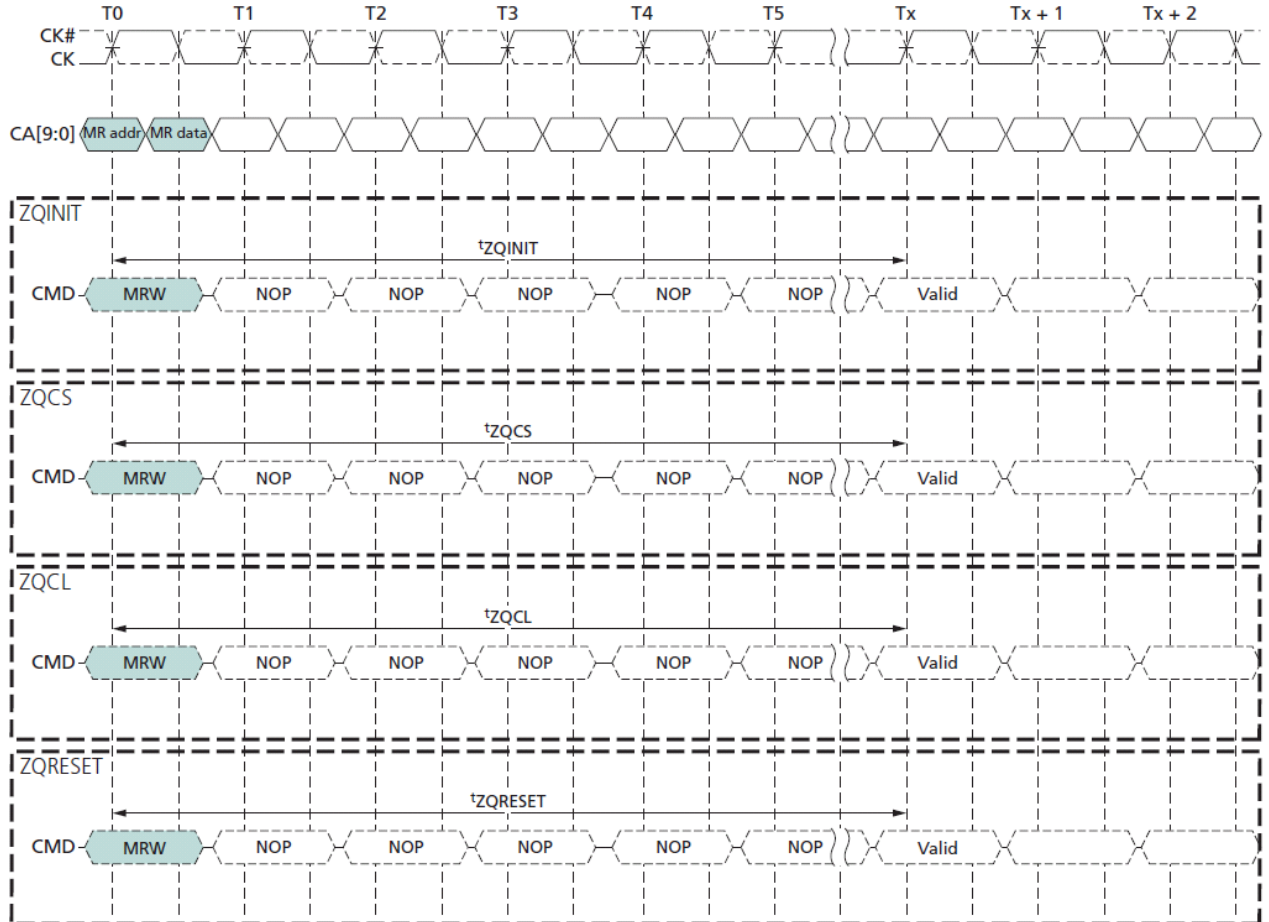 T0 T1 T2 T3 T4 T5 Tx Tx + 1 Tx + 2
CK#
CK
CA[9:0] MR addr MR data
ZQINIT
tZQINIT
CMD MRW NOP NOP NOP NOP NOP Valid
ZQCS
tZQCS
CMD MRW NOP NOP NOP NOP NOP Valid
ZQCL
tZQCL
CMD MRW NOP NOP NOP NOP NOP Valid
ZQRESET
tZQRESET
CMD MRW NOP NOP NOP NOP NOP Valid